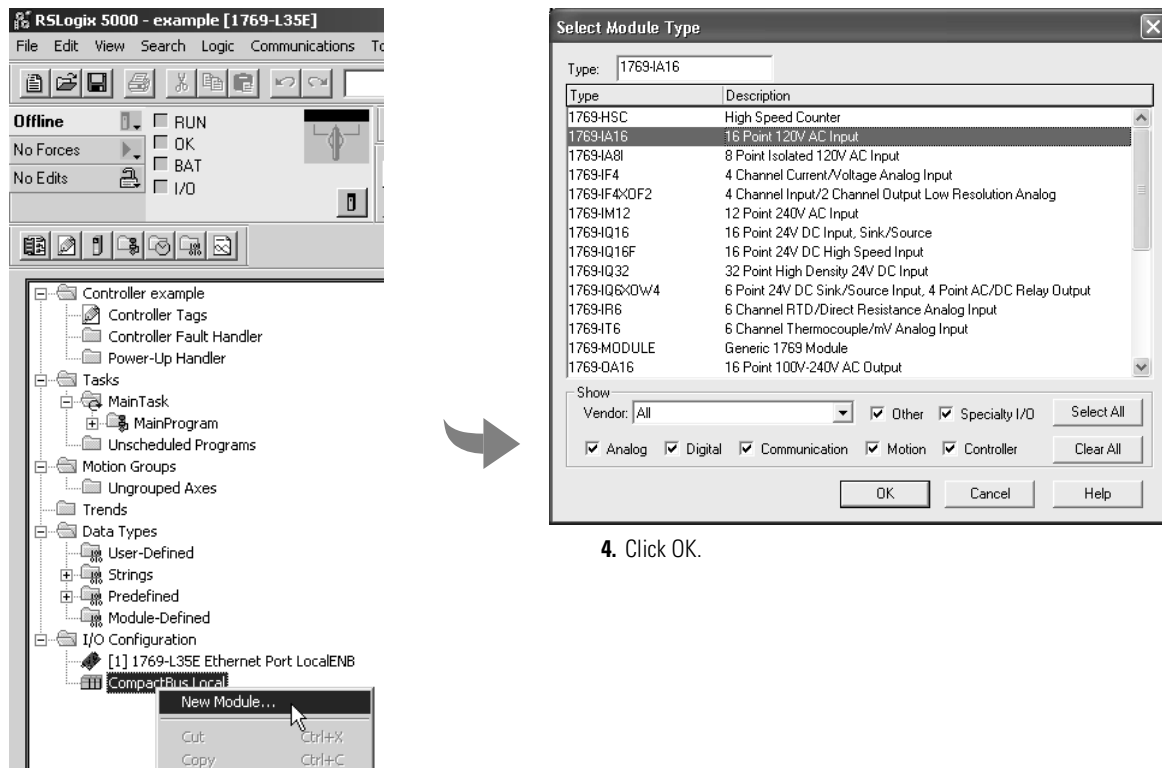 RSLogix 5000 - example [1769-L35E]
File Edit View Search Logic Communications To
Offline
RUN
No Forces
OK
BAT
No Edits
I/O
Controller example
Controller Tags
Controller Fault Handler
Power-Up Handler
Tasks
MainTask
MainProgram
Unscheduled Programs
Motion Groups
Ungrouped Axes
Trends
Data Types
User-Defined
Strings
Predefined
Module-Defined
I/O Configuration
[1] 1769-L35E Ethernet Port LocalENB
CompactBus Local
New Module...
Cut Ctrl+X
Copy Ctrl+C
Select Module Type
Type: 1769-IA16
Type Description
1769-HSC High Speed Counter
1769-IA16 16 Point 120V AC Input
1769-IA8I 8 Point Isolated 120V AC Input
1769-IF4 4 Channel Current/Voltage Analog Input
1769-IF4XOF2 4 Channel Input/2 Channel Output Low Resolution Analog
1769-IM12 12 Point 240V AC Input
1769-IQ16 16 Point 24V DC Input, Sink/Source
1769-IQ16F 16 Point 24V DC High Speed Input
1769-IQ32 32 Point High Density 24V DC Input
1769-IQ6XOW4 6 Point 24V DC Sink/Source Input, 4 Point AC/DC Relay Output
1769-IR6 6 Channel RTD/Direct Resistance Analog Input
1769-IT6 6 Channel Thermocouple/mV Analog Input
1769-MODULE Generic 1769 Module
1769-OA16 16 Point 100V-240V AC Output
Show
Vendor: All Other Specialty I/O Select All
Analog Digital Communication Motion Controller Clear All
OK Cancel Help
4. Click OK.